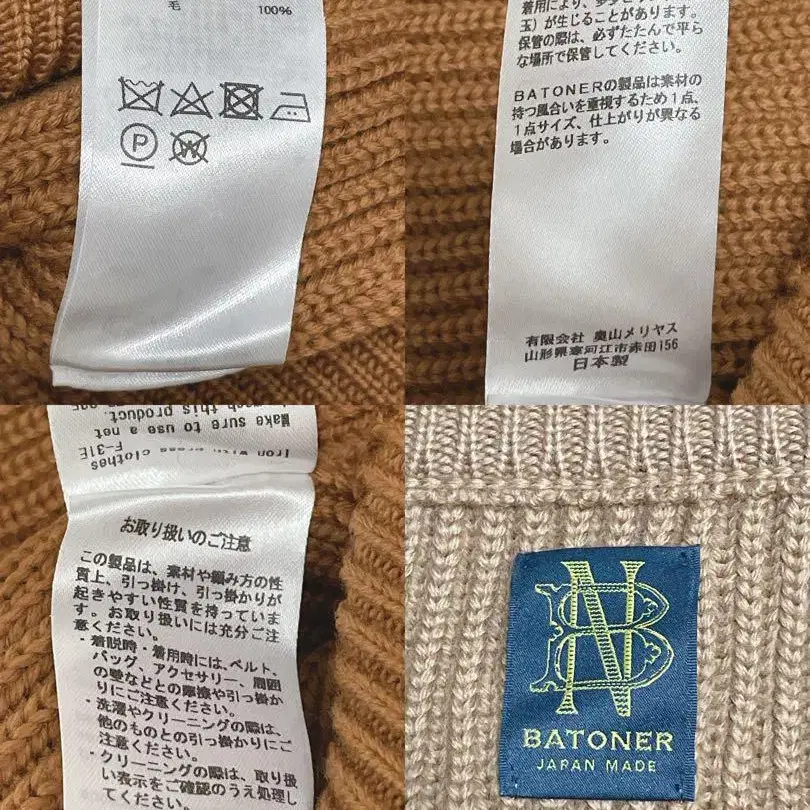 毛 100%
P
W
着用により、
玉）が生じることがあります。
保管の際は、必ずたたんで平ら
な場所で保管してください。
BATONERの製品は素材の
持つ風合いを重視するため1点、
1点サイズ、仕上がりが異なる
場合があります。
有限会社 奥山メリヤス
山形県寒河江市赤田156
日本製
this product.
Make sure to use a net
Iron with press clothes
F-31E
お取り扱いのご注意
この製品は、素材や編み方の性
質上、引っ掛け、引っ掛かりが
起きやすい性質を持っていま
す。お取り扱いには充分ご注
意ください。
・着脱時・着用時には、ベルト、
バッグ、アクセサリー、周囲
の壁などとの摩擦や引っ掛か
りにご注意ください。
・洗濯やクリーニングの際は、
他のものとの引っ掛かりにご
注意ください。
・クリーニングの際は、取り扱
い表示をご確認のうえ処理し
てください。
NB
BATONER
JAPAN MADE